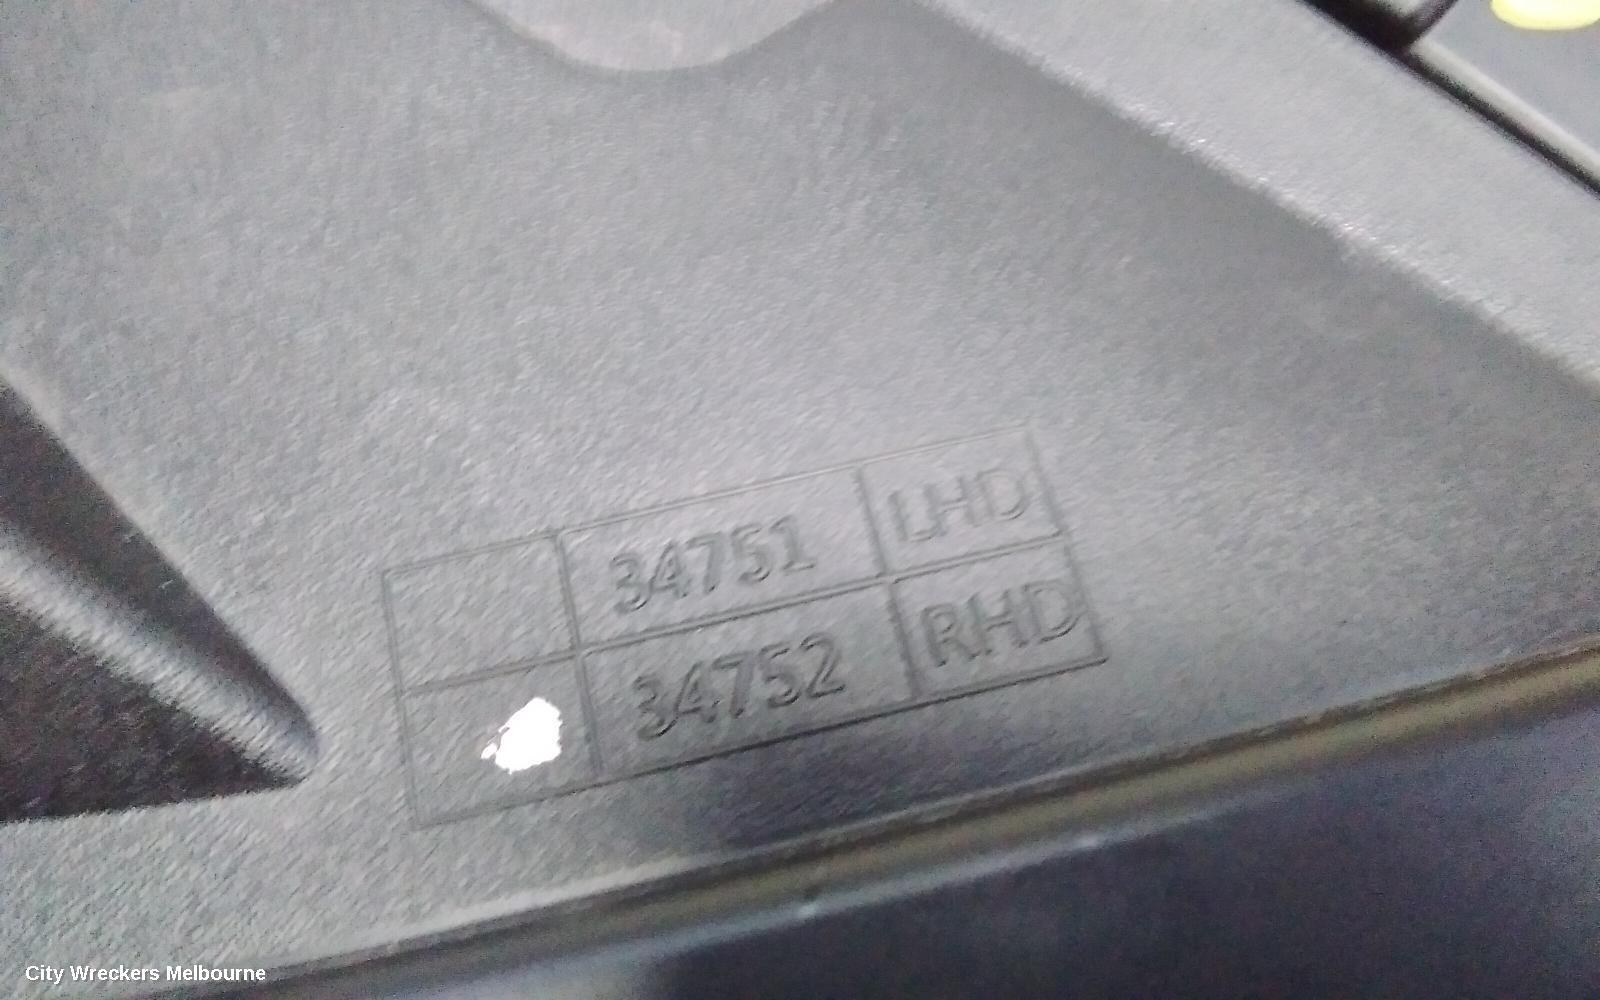 34751 LHD
34752 RHD
City Wreckers Melbourne